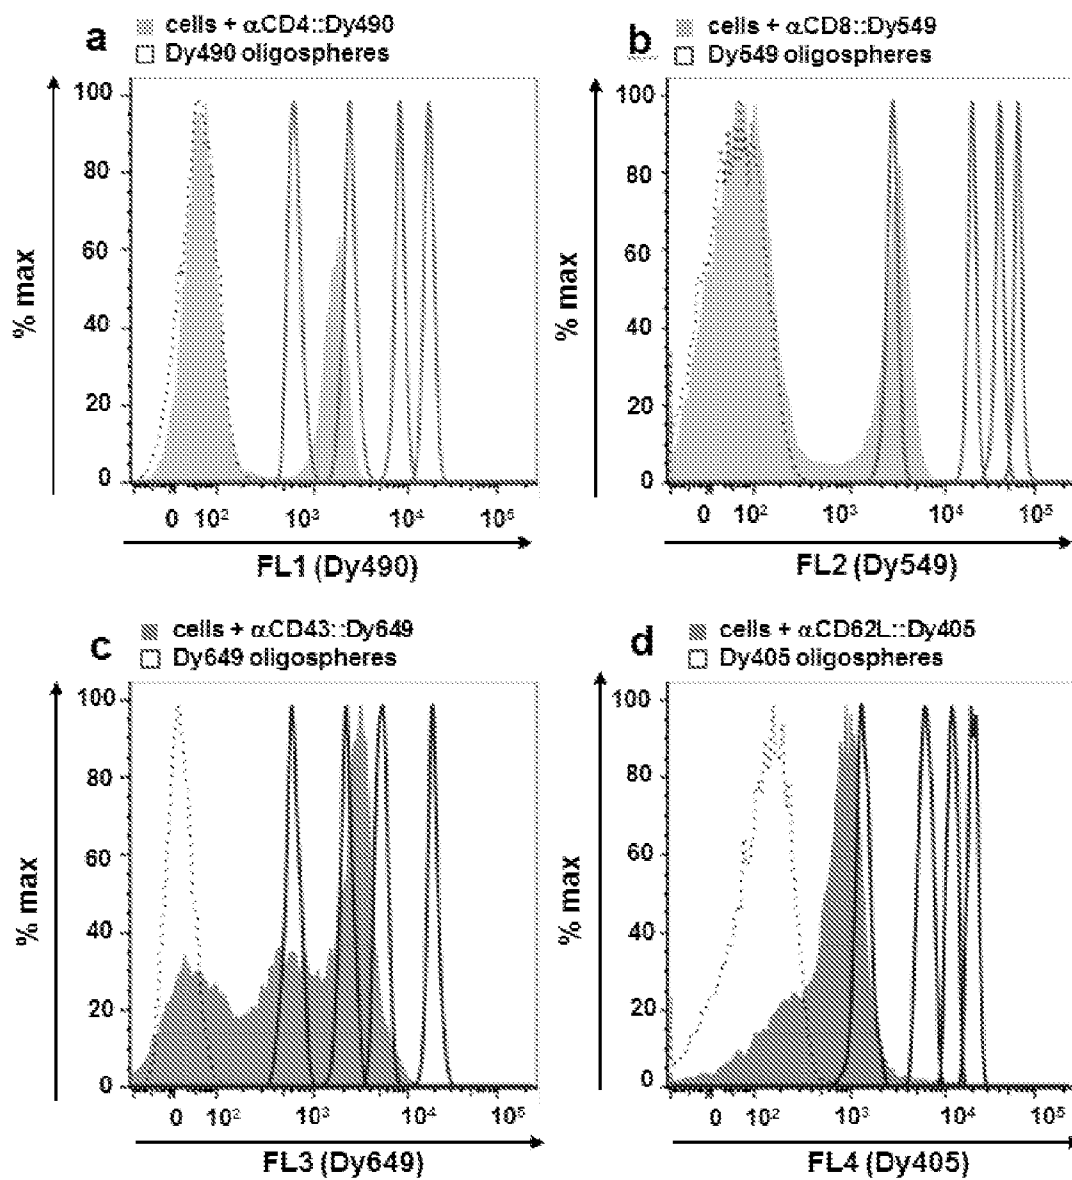 a
cells + αCD4::Dy490
Dy490 oligospheres
% max
100
80
60
40
20
0
0 10² 10³ 10⁴ 10⁵
FL1 (Dy490)
b
cells + αCD8::Dy549
Dy549 oligospheres
% max
100
80
60
40
20
0
0 10² 10³ 10⁴ 10⁵
FL2 (Dy549)
c
cells + αCD43::Dy649
Dy649 oligospheres
% max
100
80
60
40
20
0
0 10² 10³ 10⁴ 10⁵
FL3 (Dy649)
d
cells + αCD62L::Dy405
Dy405 oligospheres
% max
100
80
60
40
20
0
0 10² 10³ 10⁴ 10⁵
FL4 (Dy405)